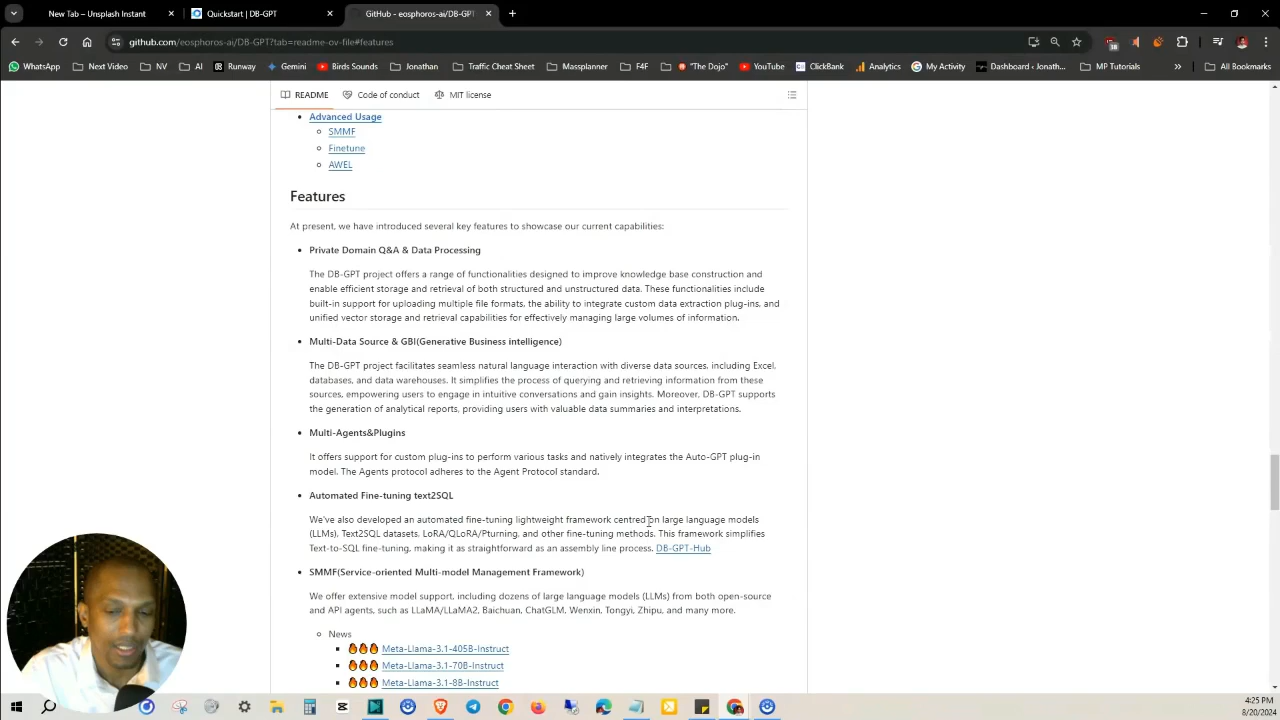 New Tab – Unsplash Instant
Quickstart | DB-GPT
GitHub - eosphoros-ai/DB-GPT
github.com/eosphoros-ai/DB-GPT?tab=readme-ov-file#features
38
WhatsApp
Next Video
NV
AI
Runway
Gemini
Birds Sounds
Jonathan
Traffic Cheat Sheet
Massplanner
F4F
"The Dojo"
YouTube
ClickBank
Analytics
My Activity
Dashboard ‹ Jonath...
MP Tutorials
»
All Bookmarks
README
Code of conduct
MIT license
Advanced Usage
SMMF
Finetune
AWEL
Features
At present, we have introduced several key features to showcase our current capabilities:
Private Domain Q&A & Data Processing
The DB-GPT project offers a range of functionalities designed to improve knowledge base construction and
enable efficient storage and retrieval of both structured and unstructured data. These functionalities include
built-in support for uploading multiple file formats, the ability to integrate custom data extraction plug-ins, and
unified vector storage and retrieval capabilities for effectively managing large volumes of information.
Multi-Data Source & GBI(Generative Business intelligence)
The DB-GPT project facilitates seamless natural language interaction with diverse data sources, including Excel,
databases, and data warehouses. It simplifies the process of querying and retrieving information from these
sources, empowering users to engage in intuitive conversations and gain insights. Moreover, DB-GPT supports
the generation of analytical reports, providing users with valuable data summaries and interpretations.
Multi-Agents&Plugins
It offers support for custom plug-ins to perform various tasks and natively integrates the Auto-GPT plug-in
model. The Agents protocol adheres to the Agent Protocol standard.
Automated Fine-tuning text2SQL
We've also developed an automated fine-tuning lightweight framework centred on large language models
(LLMs), Text2SQL datasets, LoRA/QLoRA/Pturning, and other fine-tuning methods. This framework simplifies
Text-to-SQL fine-tuning, making it as straightforward as an assembly line process. DB-GPT-Hub
SMMF(Service-oriented Multi-model Management Framework)
We offer extensive model support, including dozens of large language models (LLMs) from both open-source
and API agents, such as LLaMA/LLaMA2, Baichuan, ChatGLM, Wenxin, Tongyi, Zhipu, and many more.
News
🔥🔥🔥 Meta-Llama-3.1-405B-Instruct
🔥🔥🔥 Meta-Llama-3.1-70B-Instruct
🔥🔥🔥 Meta-Llama-3.1-8B-Instruct
4:25 PM
8/20/2024